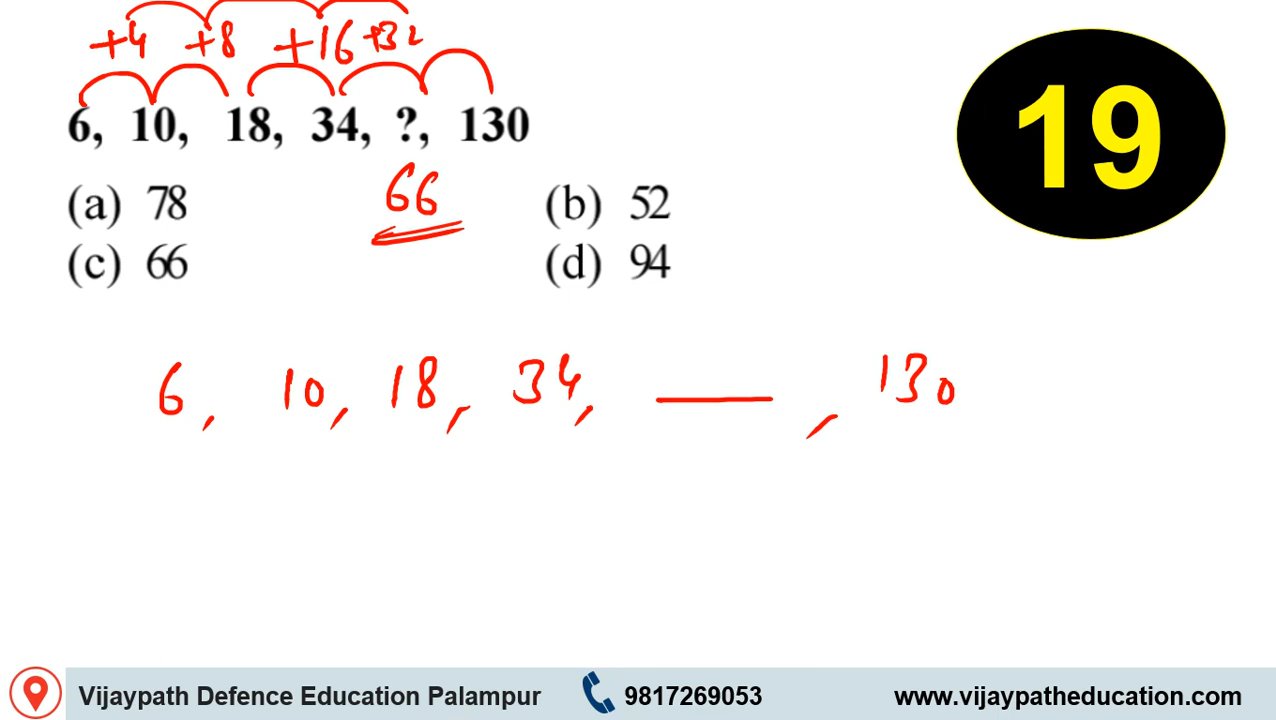 +4 +8 +16 +32
6, 10, 18, 34, ?, 130
19
66
(a) 78 (b) 52
(c) 66 (d) 94
6, 10, 18, 34, ___, 130
Vijaypath Defence Education Palampur 9817269053 www.vijaypatheducation.com